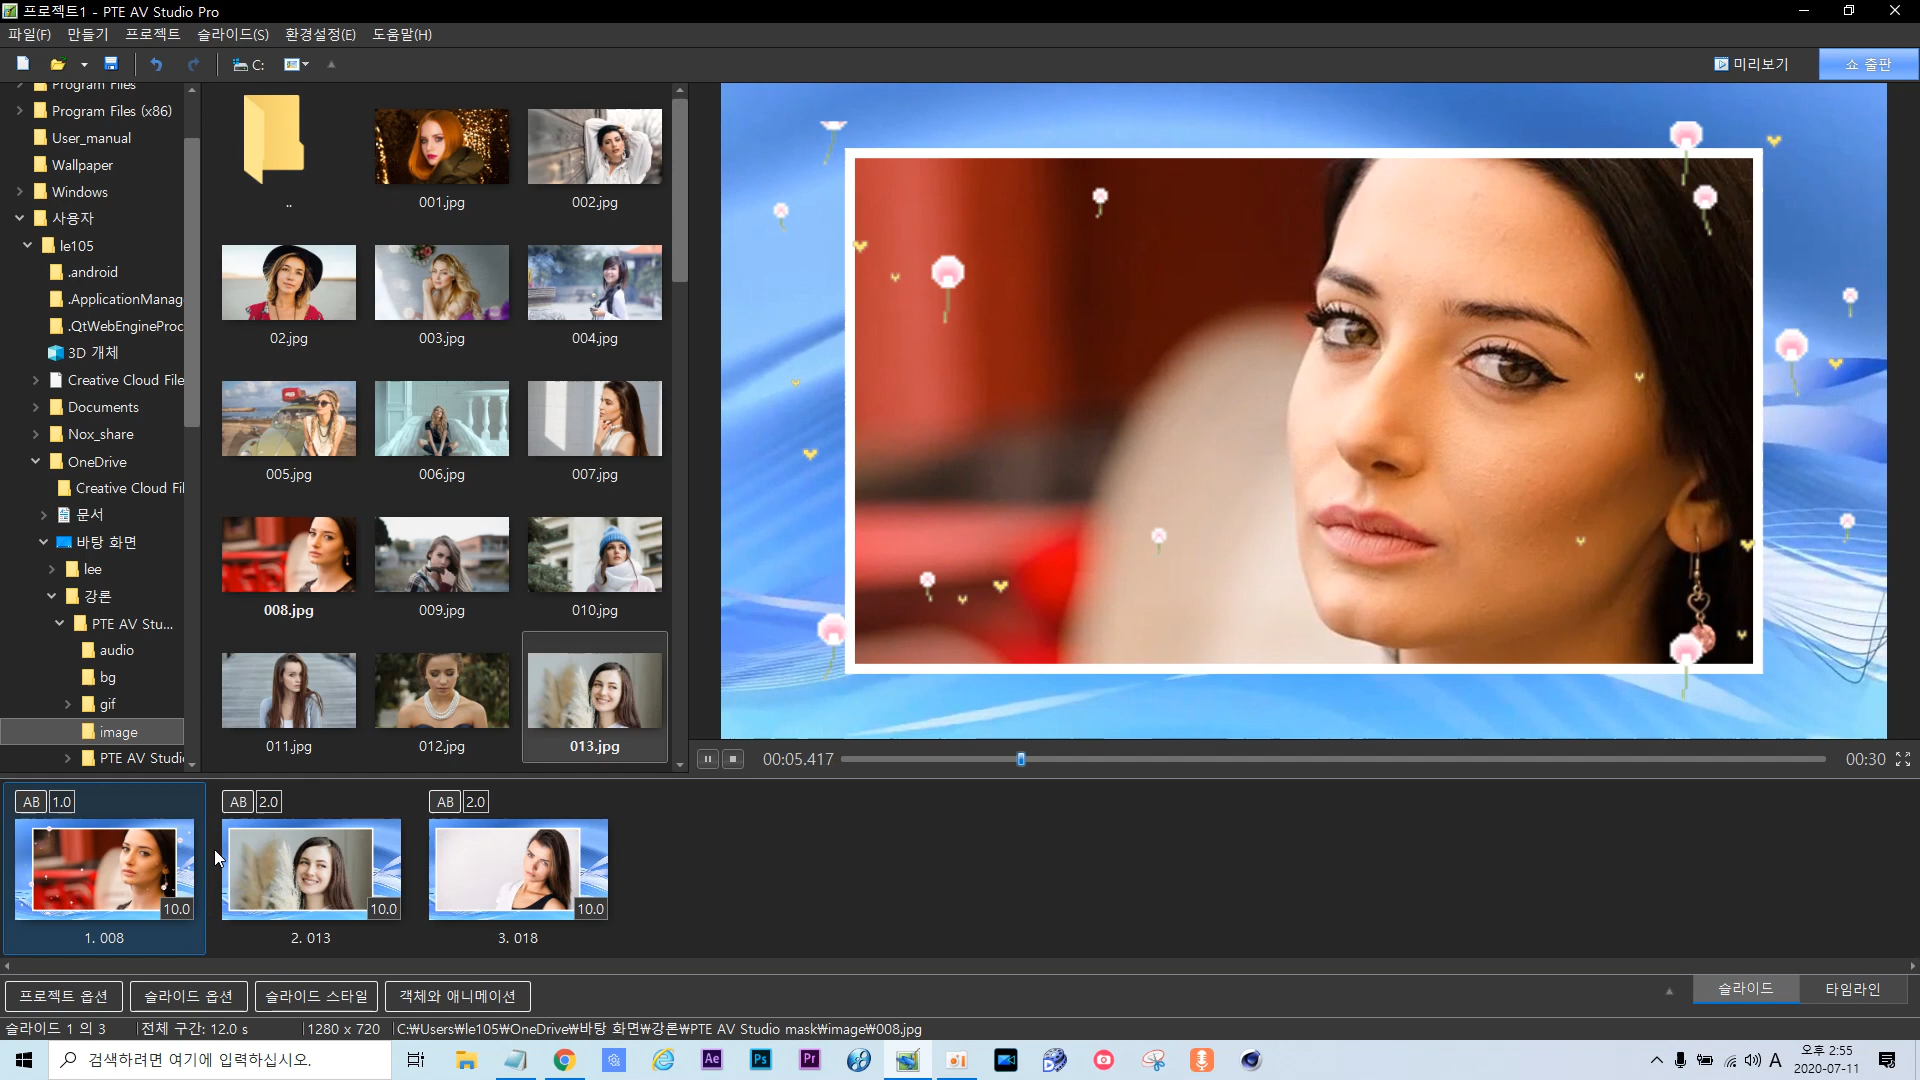 프로젝트1 - PTE AV Studio Pro
파일(F) 만들기 프로젝트 슬라이드(S) 환경설정(E) 도움말(H)
C:
미리보기
쇼 출판
Program Files
Program Files (x86)
User_manual
Wallpaper
Windows
사용자
le105
.android
.ApplicationManag
.QtWebEngineProc
3D 개체
Creative Cloud File
Documents
Nox_share
OneDrive
Creative Cloud Fil
문서
바탕 화면
lee
강론
PTE AV Stu...
audio
bg
gif
image
PTE AV Studi
..
001.jpg
002.jpg
02.jpg
003.jpg
004.jpg
005.jpg
006.jpg
007.jpg
008.jpg
009.jpg
010.jpg
011.jpg
012.jpg
013.jpg
00:05.417
00:30
AB 1.0
AB 2.0
AB 2.0
10.0
10.0
10.0
1. 008
2. 013
3. 018
프로젝트 옵션
슬라이드 옵션
슬라이드 스타일
객체와 애니메이션
슬라이드
타임라인
슬라이드 1 의 3
전체 구간: 12.0 s
1280 x 720
C:₩Users₩le105₩OneDrive₩바탕 화면₩강론₩PTE AV Studio mask₩image₩008.jpg
검색하려면 여기에 입력하십시오.
Ae
Ps
Pr
A
오후 2:55
2020-07-11